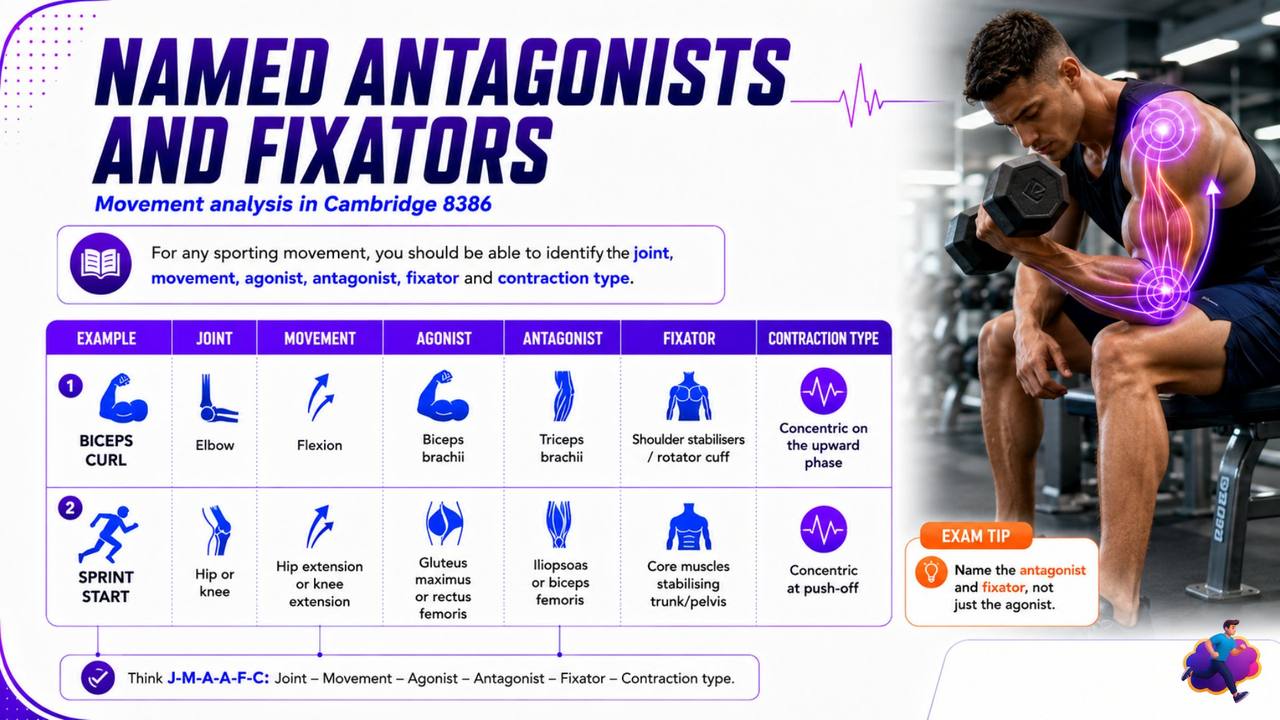 NAMED ANTAGONISTS
AND FIXATORS
Movement analysis in Cambridge 8386
For any sporting movement, you should be able to identify the joint,
movement, agonist, antagonist, fixator and contraction type.
EXAMPLE JOINT MOVEMENT AGONIST ANTAGONIST FIXATOR CONTRACTION TYPE
1
BICEPS
CURL
Elbow
Flexion
Biceps
brachii
Triceps
brachii
Shoulder stabilisers
/ rotator cuff
Concentric on
the upward
phase
2
SPRINT
START
Hip or
knee
Hip extension
or knee
extension
Gluteus
maximus
or rectus
femoris
Iliopsoas
or biceps
femoris
Core muscles
stabilising
trunk/pelvis
Concentric
at push-off
EXAM TIP
Name the antagonist
and fixator, not
just the agonist.
Think J-M-A-A-F-C: Joint – Movement – Agonist – Antagonist – Fixator – Contraction type.